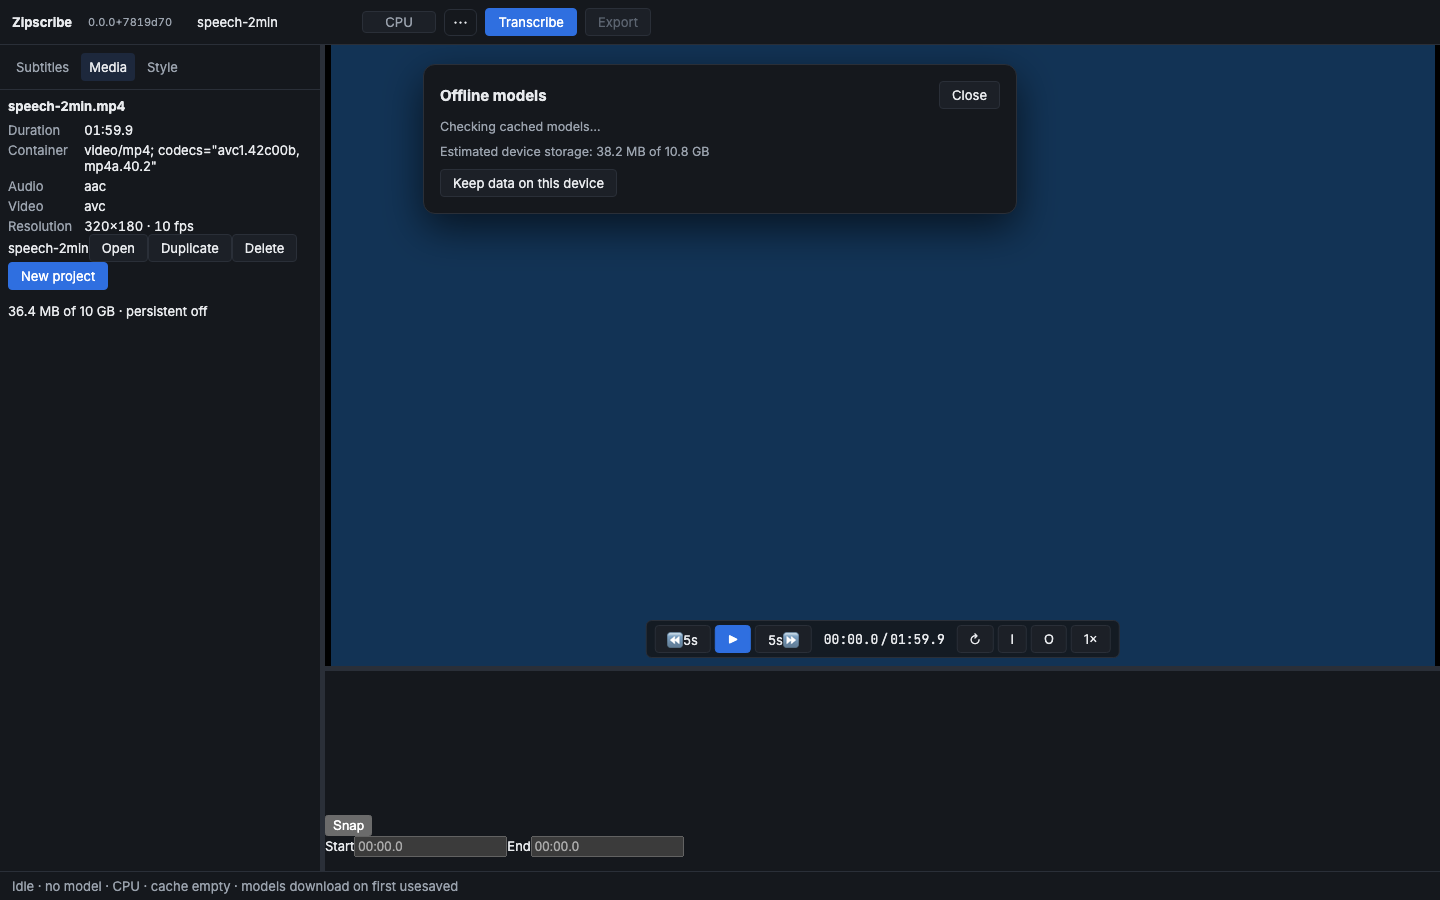 Zipscribe 0.0.0+7819d70 speech-2min CPU ··· Transcribe Export
Subtitles Media Style
speech-2min.mp4
Duration 01:59.9
Container video/mp4; codecs="avc1.42c00b,
mp4a.40.2"
Audio aac
Video avc
Resolution 320×180 · 10 fps
speech-2min Open Duplicate Delete
New project
36.4 MB of 10 GB · persistent off
Offline models Close
Checking cached models...
Estimated device storage: 38.2 MB of 10.8 GB
Keep data on this device
⏪5s ▶ 5s⏩ 00:00.0/01:59.9 ↻ I O 1×
Snap
Start 00:00.0 End 00:00.0
Idle · no model · CPU · cache empty · models download on first usesaved